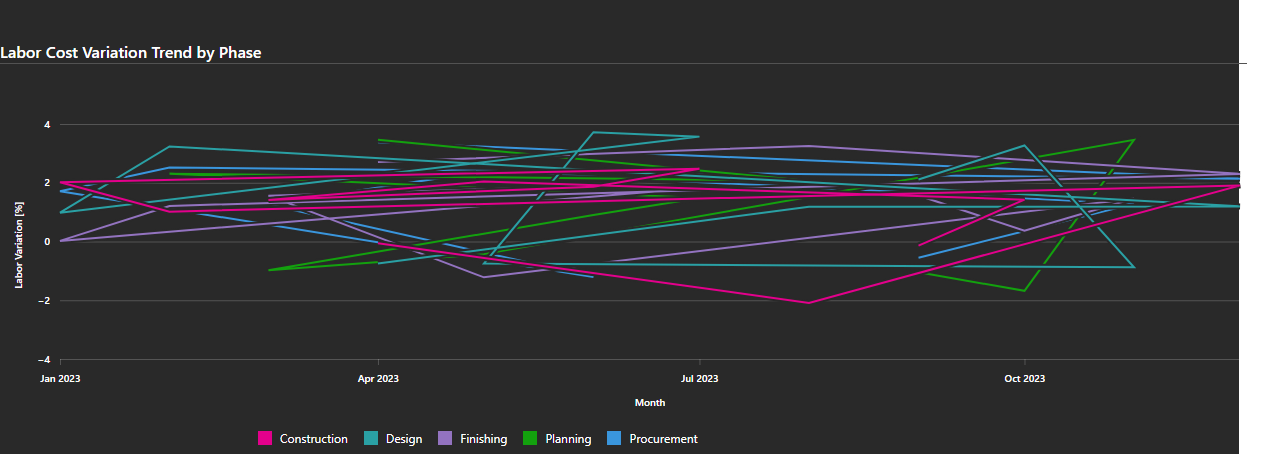 Labor Cost Variation Trend by Phase
4
2
0
−2
−4
Labor Variation [%]
Jan 2023 Apr 2023 Jul 2023 Oct 2023
Month
Construction Design Finishing Planning Procurement